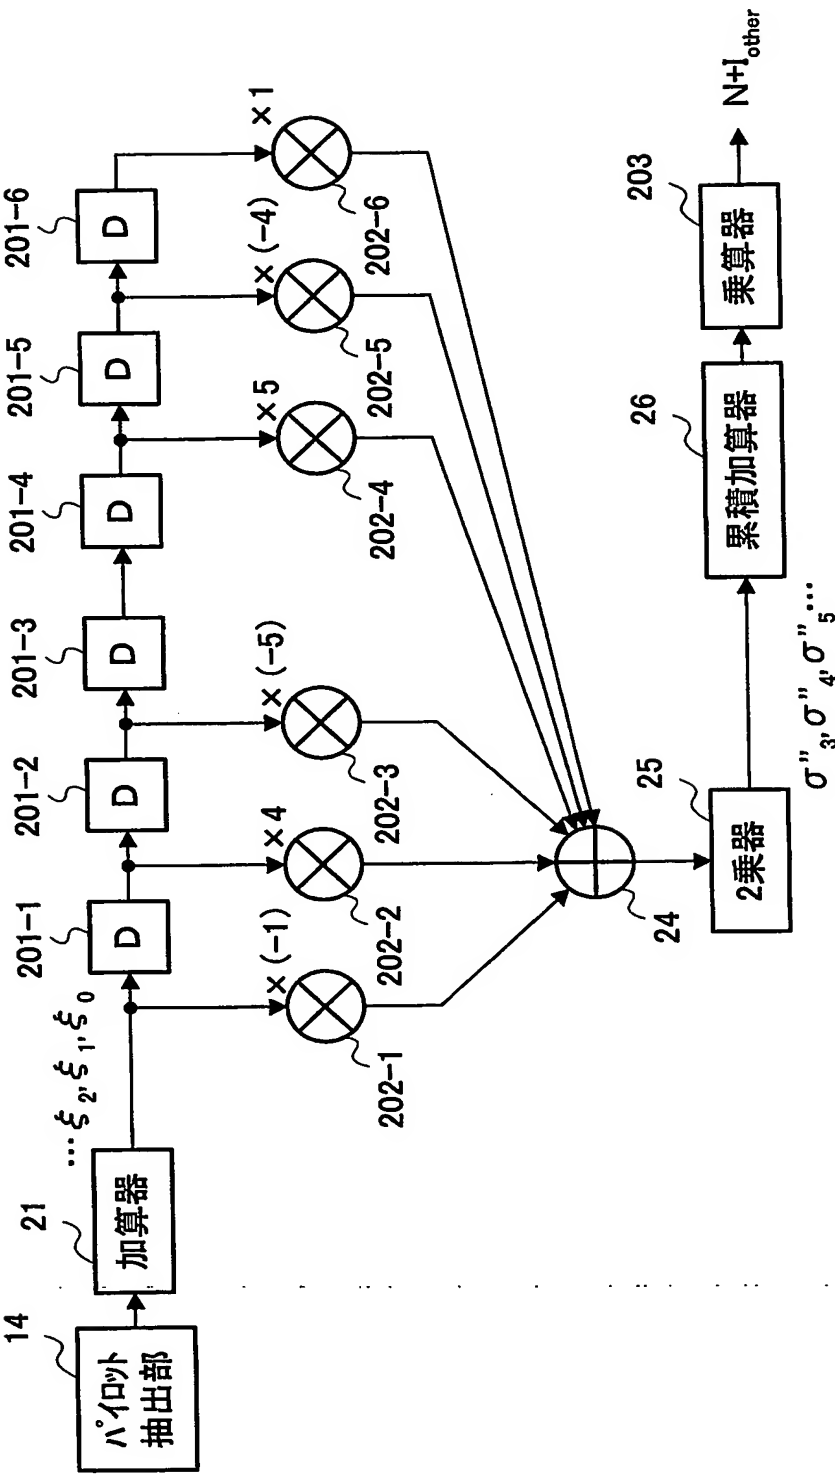 14
パイロット
抽出部
21
加算器
…ξ2, ξ1, ξ0
201-1
D
201-2
D
201-3
D
201-4
D
201-5
D
201-6
D
×(-1)
202-1
×4
202-2
×(-5)
202-3
×5
202-4
×(-4)
202-5
×1
202-6
24
25
2乗器
σ"3, σ"4, σ"5…
26
累積加算器
203
乗算器
N+Iother